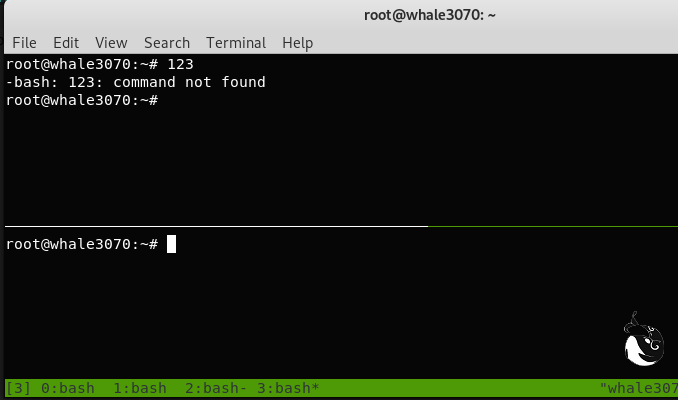 root@whale3070: ~
File Edit View Search Terminal Help
root@whale3070:~# 123
-bash: 123: command not found
root@whale3070:~#
root@whale3070:~#
[3] 0:bash  1:bash  2:bash- 3:bash* "whale307